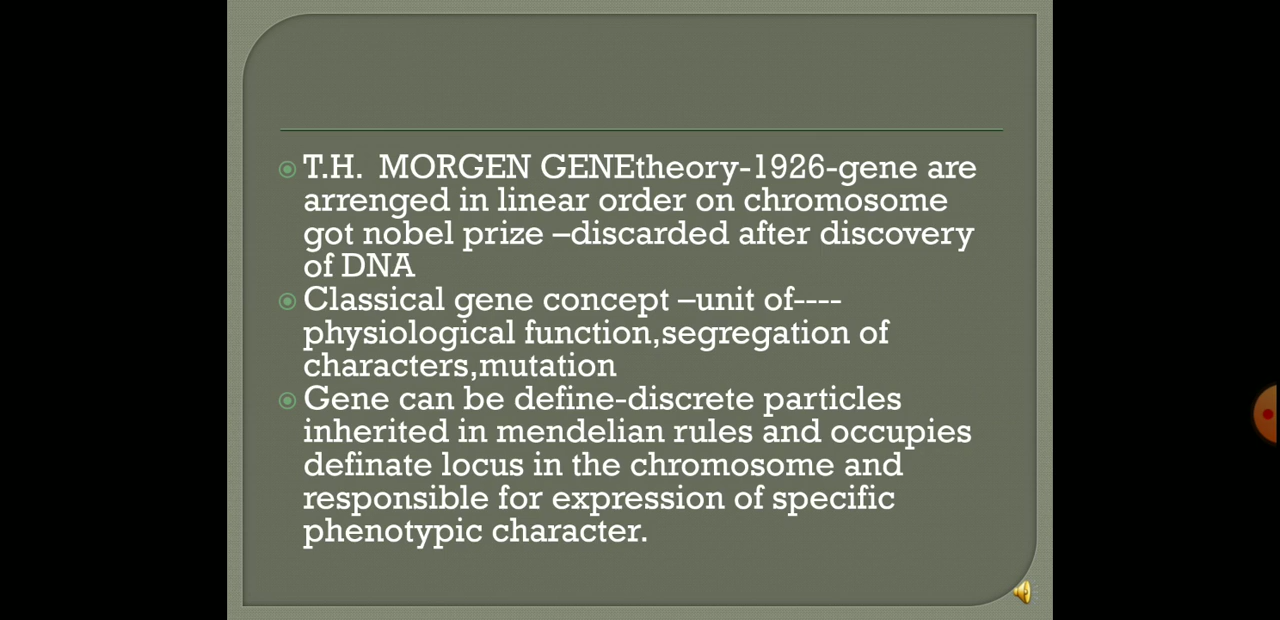 T.H.  MORGEN GENEtheory-1926-gene are
arrenged in linear order on chromosome
got nobel prize –discarded after discovery
of DNA
Classical gene concept –unit of----
physiological function,segregation of
characters,mutation
Gene can be define-discrete particles
inherited in mendelian rules and occupies
definate locus in the chromosome and
responsible for expression of specific
phenotypic character.